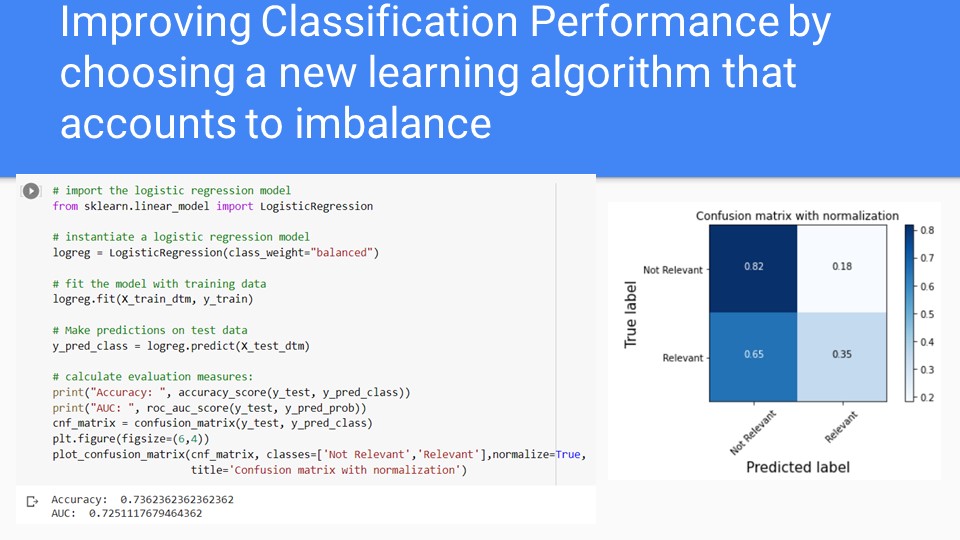 Improving Classification Performance by
choosing a new learning algorithm that
accounts to imbalance
# import the logistic regression model
from sklearn.linear_model import LogisticRegression
# instantiate a logistic regression model
logreg = LogisticRegression(class_weight="balanced")
# fit the model with training data
logreg.fit(X_train_dtm, y_train)
# Make predictions on test data
y_pred_class = logreg.predict(X_test_dtm)
# calculate evaluation measures:
print("Accuracy: ", accuracy_score(y_test, y_pred_class))
print("AUC: ", roc_auc_score(y_test, y_pred_prob))
cnf_matrix = confusion_matrix(y_test, y_pred_class)
plt.figure(figsize=(6,4))
plot_confusion_matrix(cnf_matrix, classes=['Not Relevant','Relevant'],normalize=True,
title='Confusion matrix with normalization')
Accuracy:  0.7362362362362362
AUC:  0.7251117679464362
Confusion matrix with normalization
True label
Not Relevant
0.82
0.18
Relevant
0.65
0.35
Not Relevant
Relevant
Predicted label
0.8
0.7
0.6
0.5
0.4
0.3
0.2